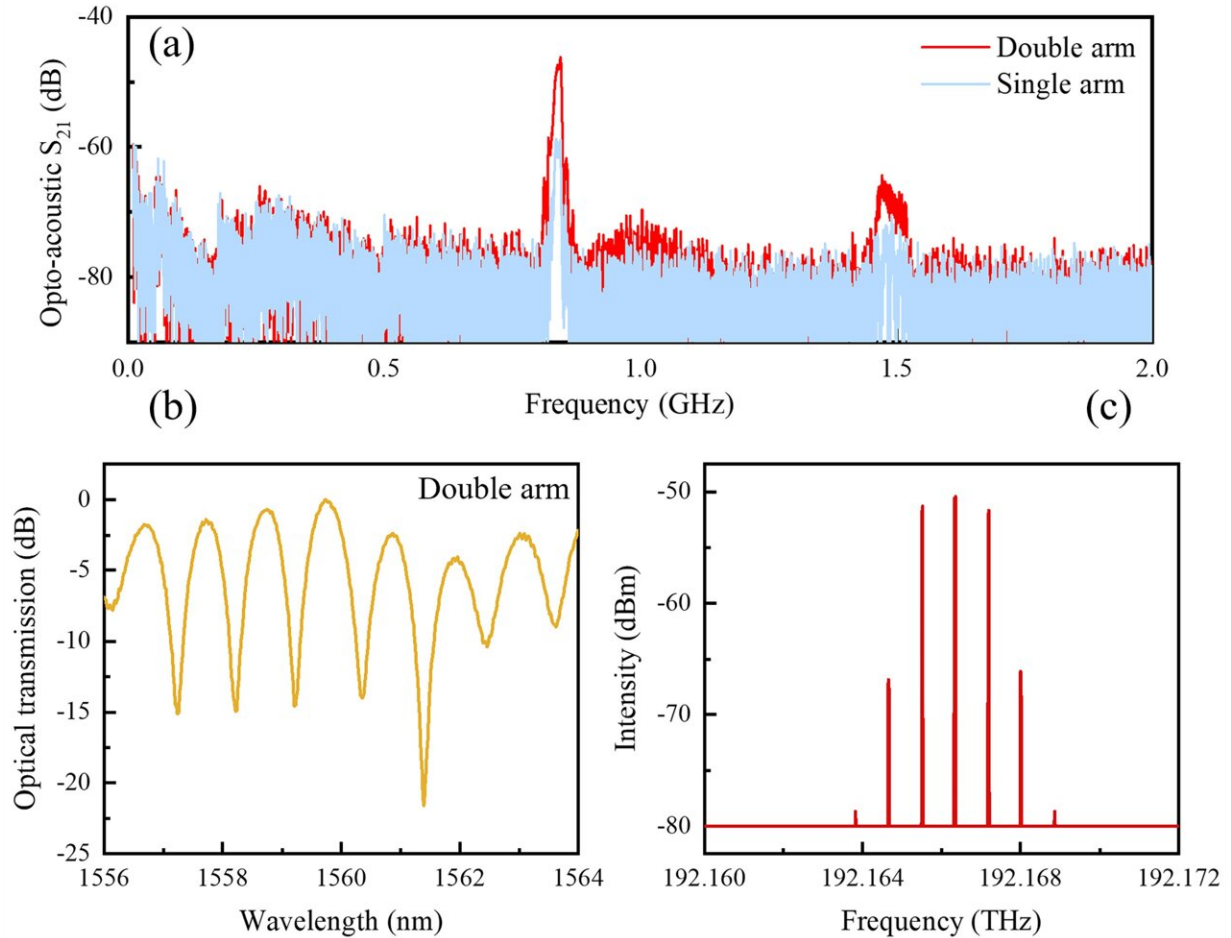 (a)
Double arm
Single arm
Opto-acoustic S21 (dB)
-40
-60
-80
0.0 0.5 1.0 1.5 2.0
Frequency (GHz)
(b)
(c)
Double arm
Optical transmission (dB)
0
-5
-10
-15
-20
-25
1556 1558 1560 1562 1564
Wavelength (nm)
Intensity (dBm)
-50
-60
-70
-80
192.160 192.164 192.168 192.172
Frequency (THz)